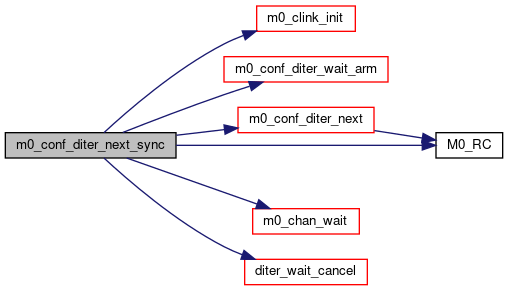 m0_clink_init
m0_conf_diter_wait_arm
m0_conf_diter_next
m0_conf_diter_next_sync
M0_RC
m0_chan_wait
diter_wait_cancel